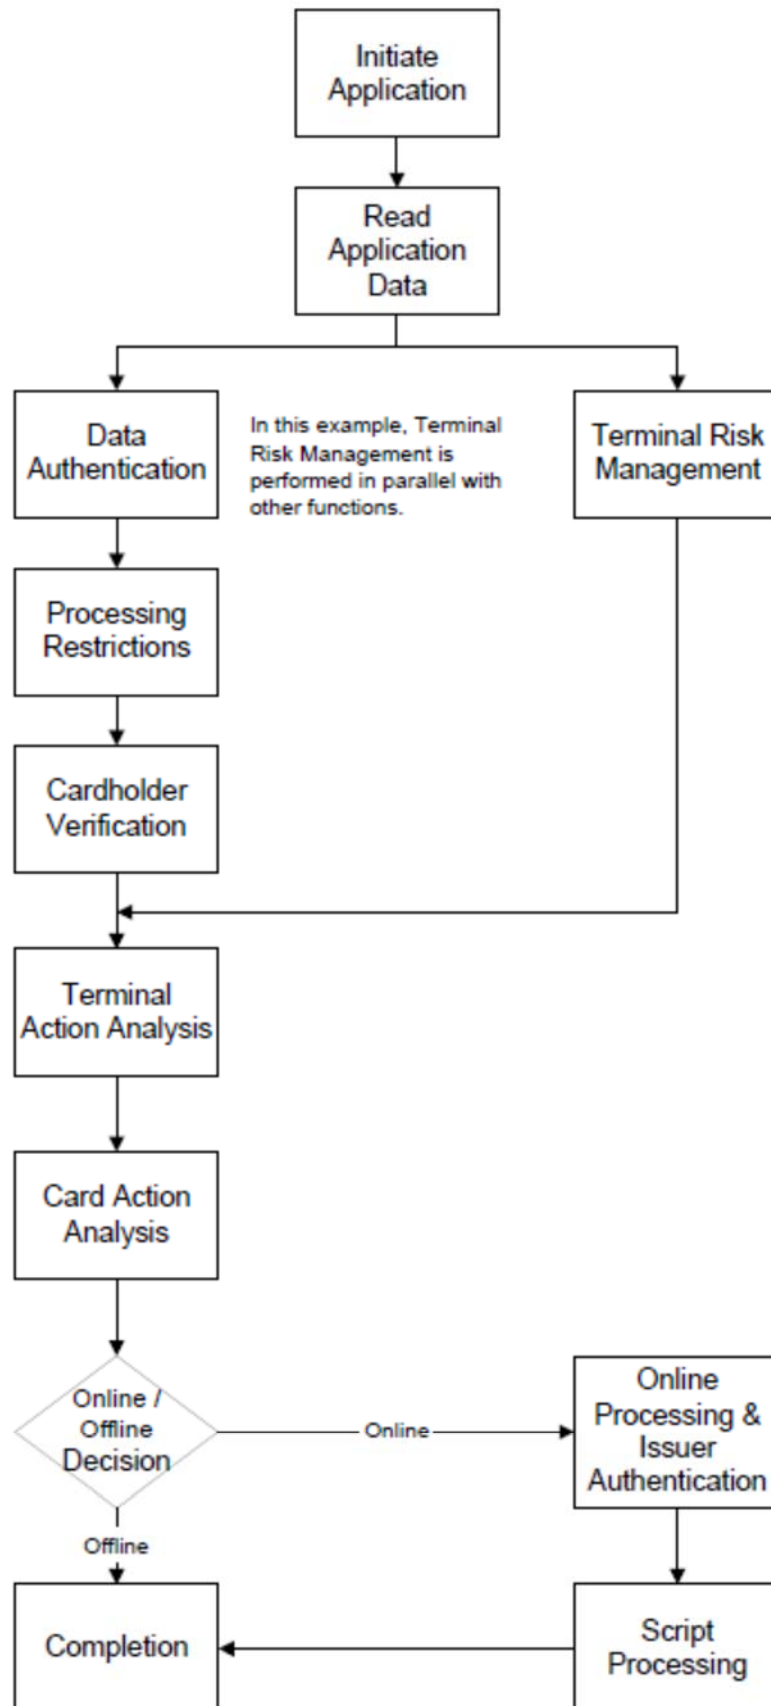 Initiate
Application
Read
Application
Data
Data
Authentication
In this example, Terminal
Risk Management is
performed in parallel with
other functions.
Terminal Risk
Management
Processing
Restrictions
Cardholder
Verification
Terminal
Action Analysis
Card Action
Analysis
Online /
Offline
Decision
Online
Online
Processing &
Issuer
Authentication
Offline
Completion
Script
Processing